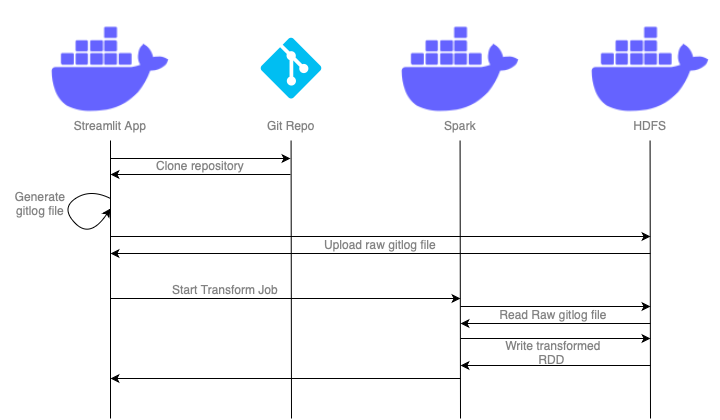 Streamlit App
Git Repo
Spark
HDFS
Clone repository
Generate
gitlog file
Upload raw gitlog file
Start Transform Job
Read Raw gitlog file
Write transformed
RDD